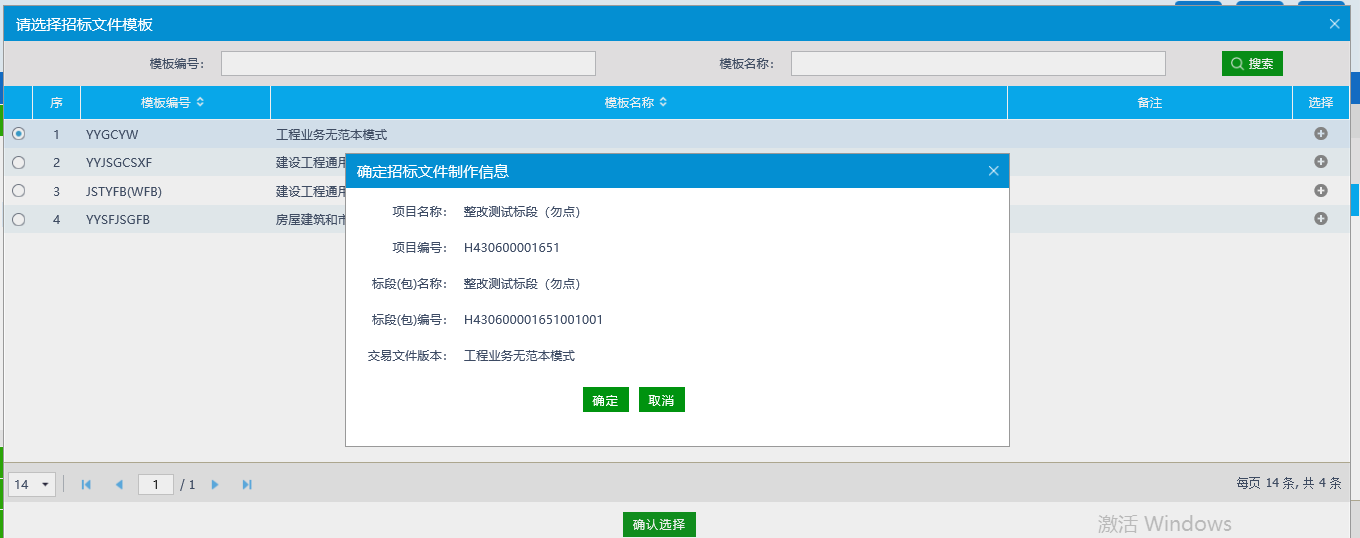 请选择招标文件模板
模板编号： 模板名称： 搜索
序 模板编号 模板名称 备注 选择
1 YYGCYW 工程业务无范本模式
2 YYJSGCSXF 建设工程通用
3 JSTYFB(WFB) 建设工程通用
4 YYSFJSGFB 房屋建筑和市
确定招标文件制作信息
项目名称： 整改测试标段（勿点）
项目编号： H430600001651
标段(包)名称： 整改测试标段（勿点）
标段(包)编号： H430600001651001001
交易文件版本： 工程业务无范本模式
确定 取消
14 1 / 1 每页 14 条, 共 4 条
确认选择
激活 Windows